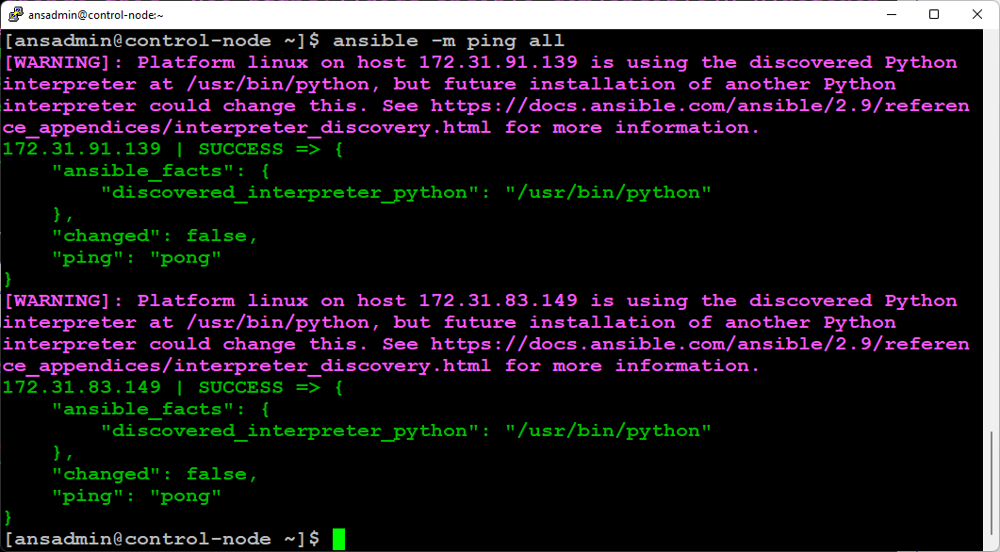 ansadmin@control-node:~
[ansadmin@control-node ~]$ ansible -m ping all
[WARNING]: Platform linux on host 172.31.91.139 is using the discovered Python
interpreter at /usr/bin/python, but future installation of another Python
interpreter could change this. See https://docs.ansible.com/ansible/2.9/referen
ce_appendices/interpreter_discovery.html for more information.
172.31.91.139 | SUCCESS => {
    "ansible_facts": {
        "discovered_interpreter_python": "/usr/bin/python"
    },
    "changed": false,
    "ping": "pong"
}
[WARNING]: Platform linux on host 172.31.83.149 is using the discovered Python
interpreter at /usr/bin/python, but future installation of another Python
interpreter could change this. See https://docs.ansible.com/ansible/2.9/referen
ce_appendices/interpreter_discovery.html for more information.
172.31.83.149 | SUCCESS => {
    "ansible_facts": {
        "discovered_interpreter_python": "/usr/bin/python"
    },
    "changed": false,
    "ping": "pong"
}
[ansadmin@control-node ~]$